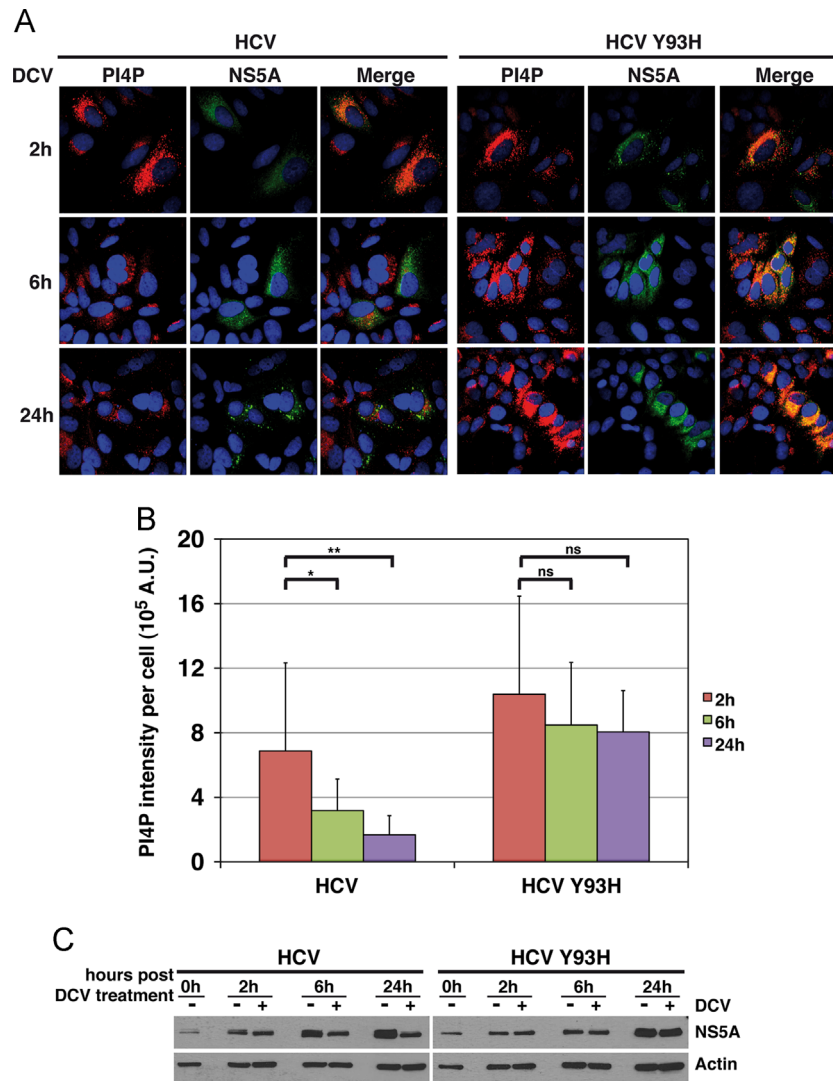 A
HCV HCV Y93H
DCV PI4P NS5A Merge PI4P NS5A Merge
2h
6h
24h
B
PI4P intensity per cell (10⁵ A.U.)
20
16
12
8
4
0
** 
*
ns
ns
2h
6h
24h
HCV HCV Y93H
C
HCV HCV Y93H
hours post
DCV treatment 0h 2h 6h 24h 0h 2h 6h 24h
- - + - + - + - - + - + - + DCV
NS5A
Actin